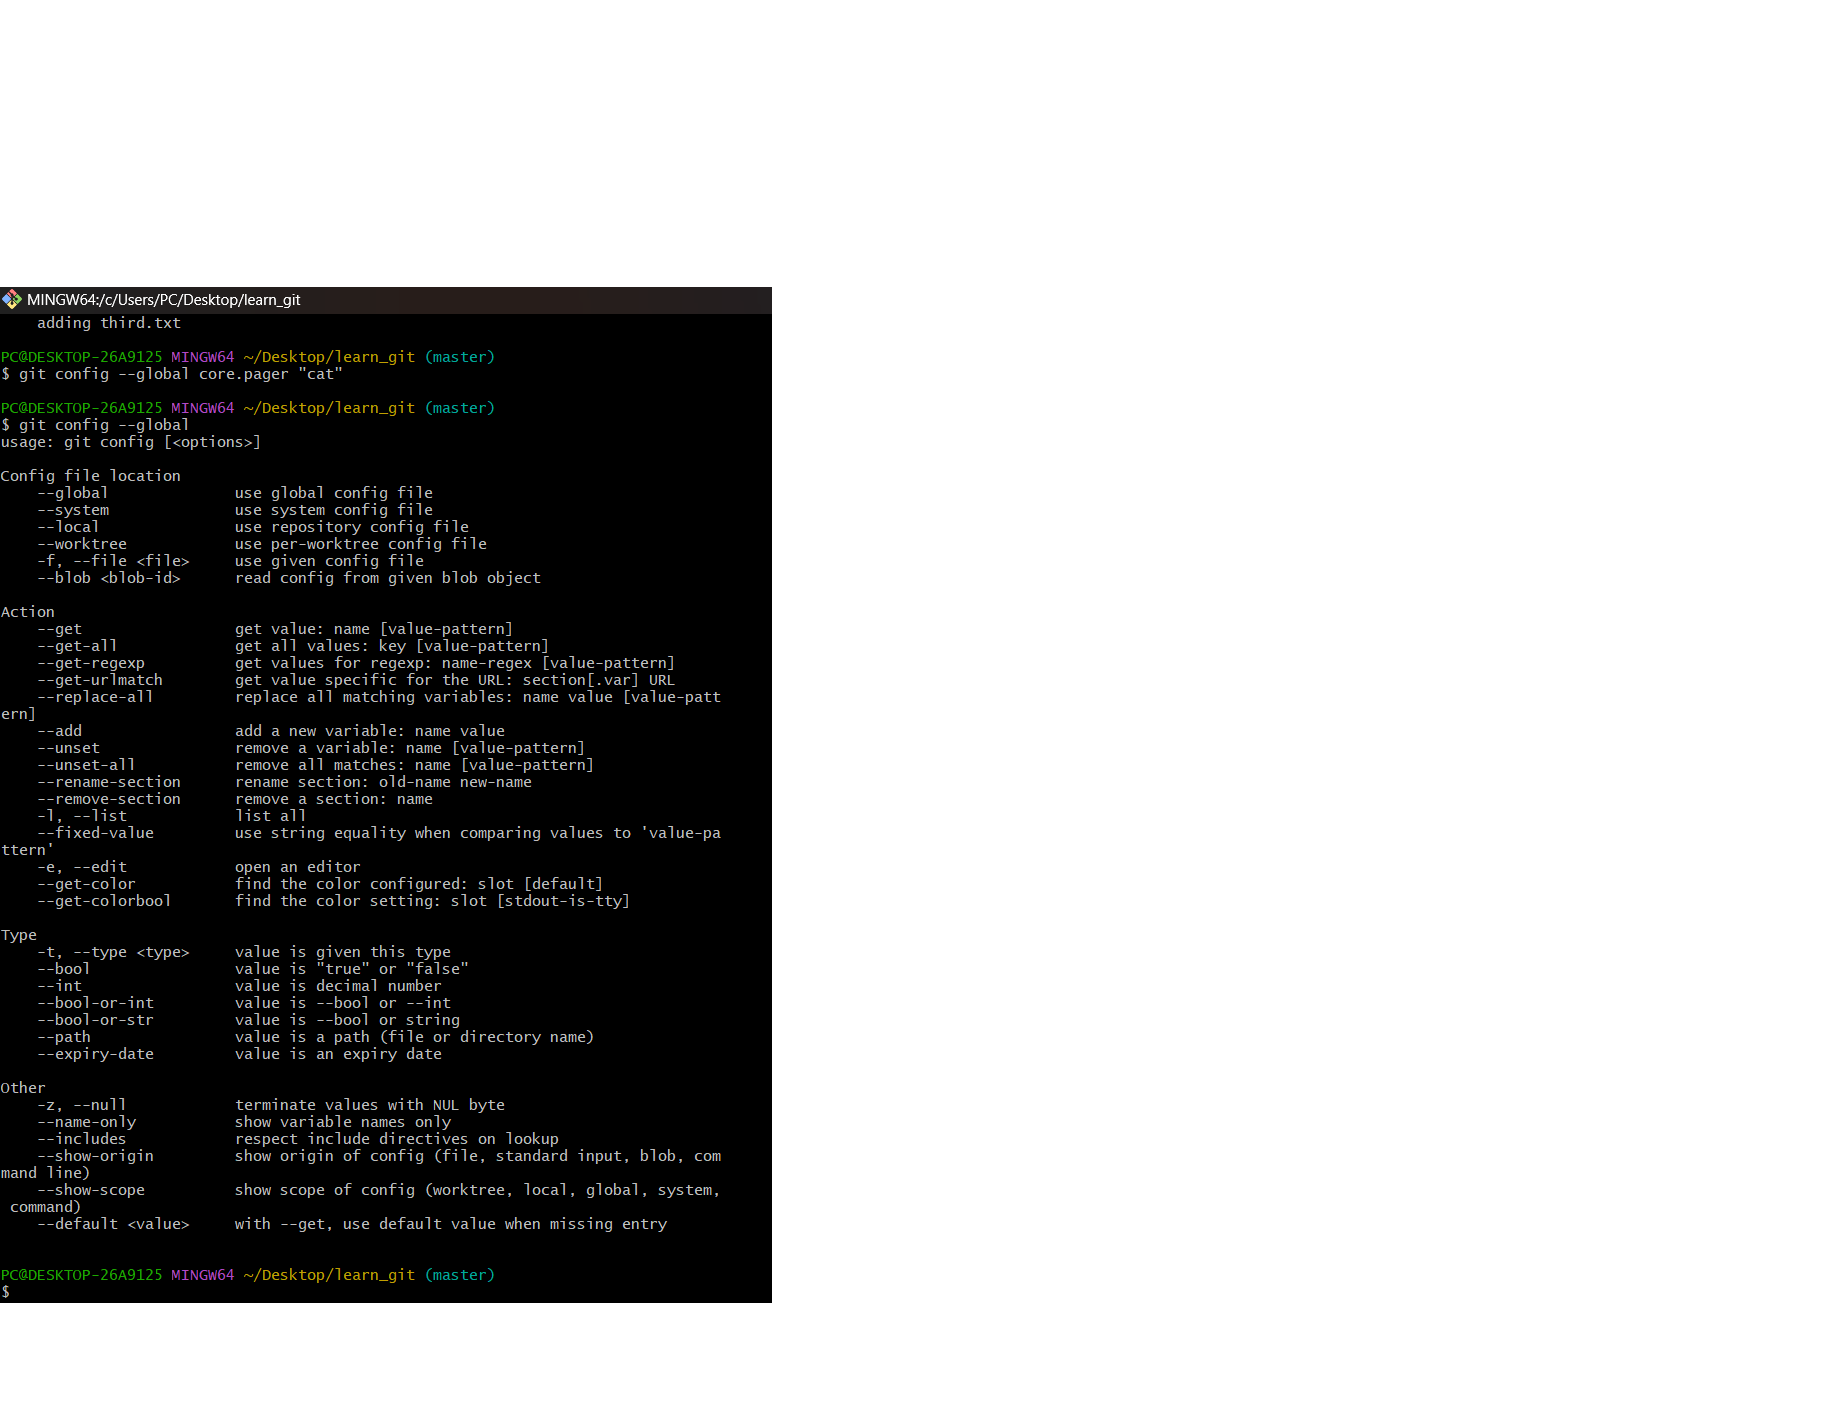 MINGW64:/c/Users/PC/Desktop/learn_git
    adding third.txt
PC@DESKTOP-26A9125 MINGW64 ~/Desktop/learn_git (master)
$ git config --global core.pager "cat"
PC@DESKTOP-26A9125 MINGW64 ~/Desktop/learn_git (master)
$ git config --global
usage: git config [<options>]
Config file location
    --global              use global config file
    --system              use system config file
    --local               use repository config file
    --worktree            use per-worktree config file
    -f, --file <file>     use given config file
    --blob <blob-id>      read config from given blob object
Action
    --get                 get value: name [value-pattern]
    --get-all             get all values: key [value-pattern]
    --get-regexp          get values for regexp: name-regex [value-pattern]
    --get-urlmatch        get value specific for the URL: section[.var] URL
    --replace-all         replace all matching variables: name value [value-patt
ern]
    --add                 add a new variable: name value
    --unset               remove a variable: name [value-pattern]
    --unset-all           remove all matches: name [value-pattern]
    --rename-section      rename section: old-name new-name
    --remove-section      remove a section: name
    -l, --list            list all
    --fixed-value         use string equality when comparing values to 'value-pa
ttern'
    -e, --edit            open an editor
    --get-color           find the color configured: slot [default]
    --get-colorbool       find the color setting: slot [stdout-is-tty]
Type
    -t, --type <type>     value is given this type
    --bool                value is "true" or "false"
    --int                 value is decimal number
    --bool-or-int         value is --bool or --int
    --bool-or-str         value is --bool or string
    --path                value is a path (file or directory name)
    --expiry-date         value is an expiry date
Other
    -z, --null            terminate values with NUL byte
    --name-only           show variable names only
    --includes            respect include directives on lookup
    --show-origin         show origin of config (file, standard input, blob, com
mand line)
    --show-scope          show scope of config (worktree, local, global, system,
 command)
    --default <value>     with --get, use default value when missing entry
PC@DESKTOP-26A9125 MINGW64 ~/Desktop/learn_git (master)
$